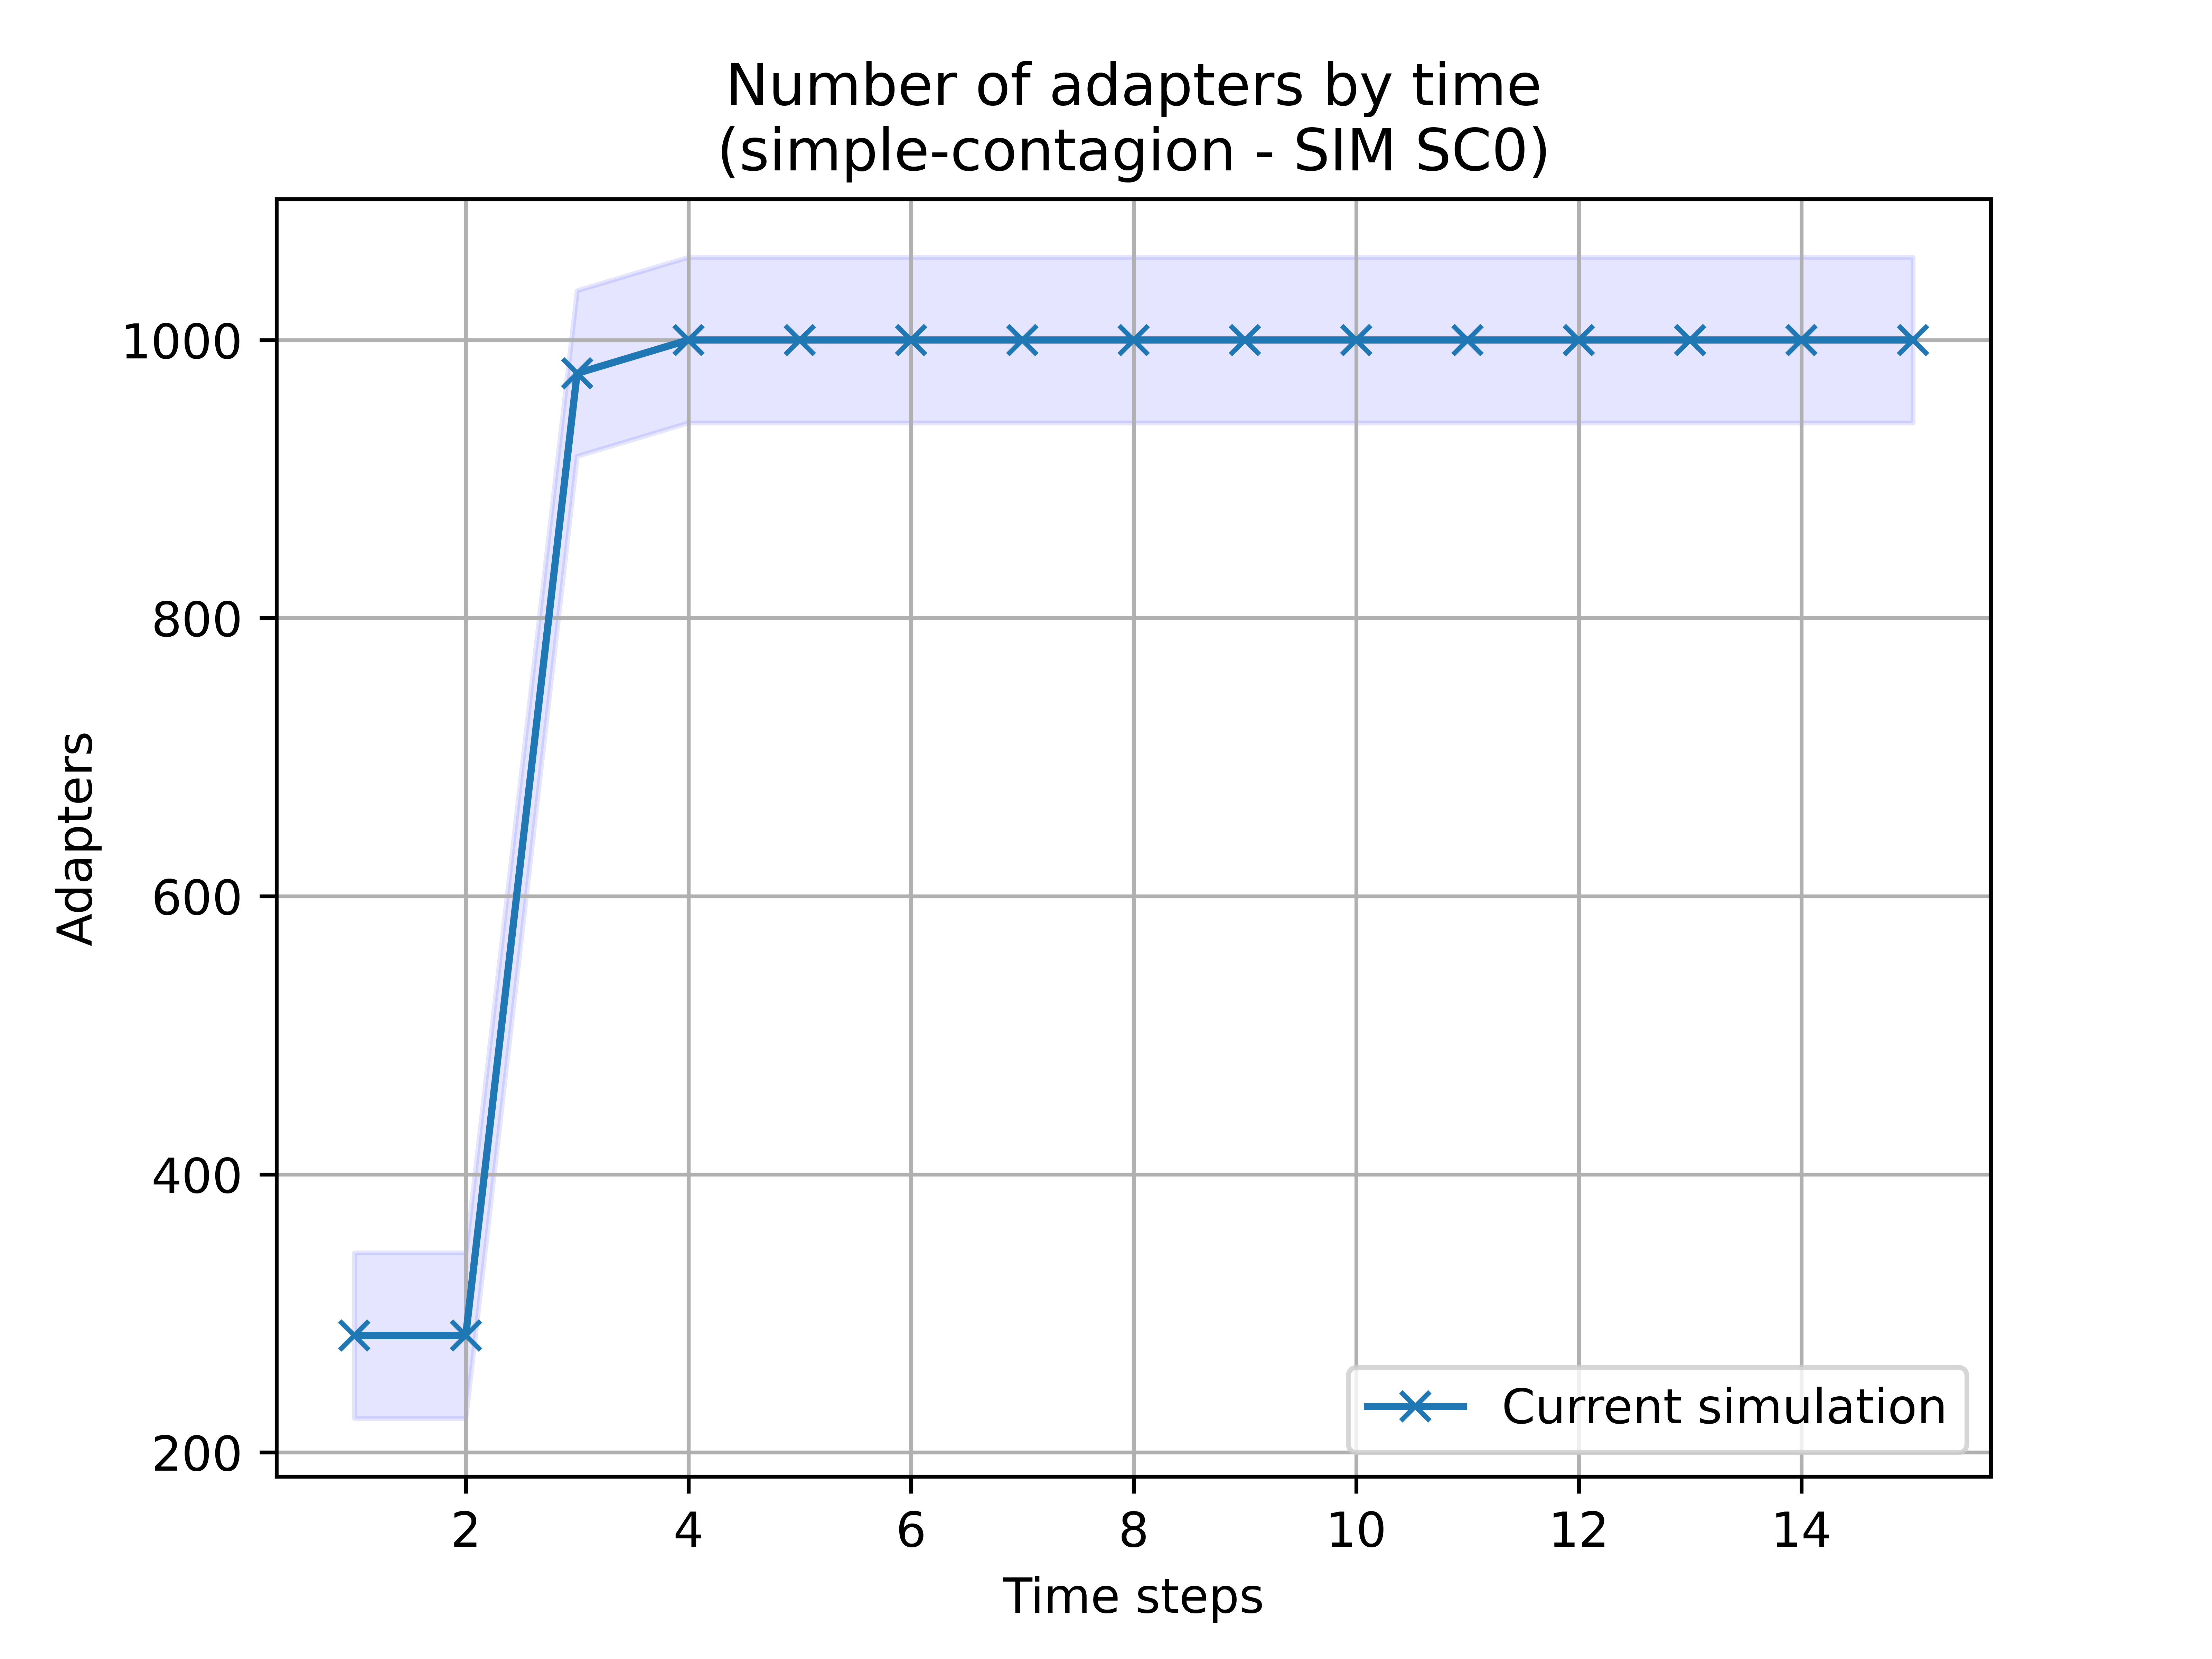 Number of adapters by time
(simple-contagion - SIM SC0)
1000
800
600
400
200
Adapters
Current simulation
2 4 6 8 10 12 14
Time steps